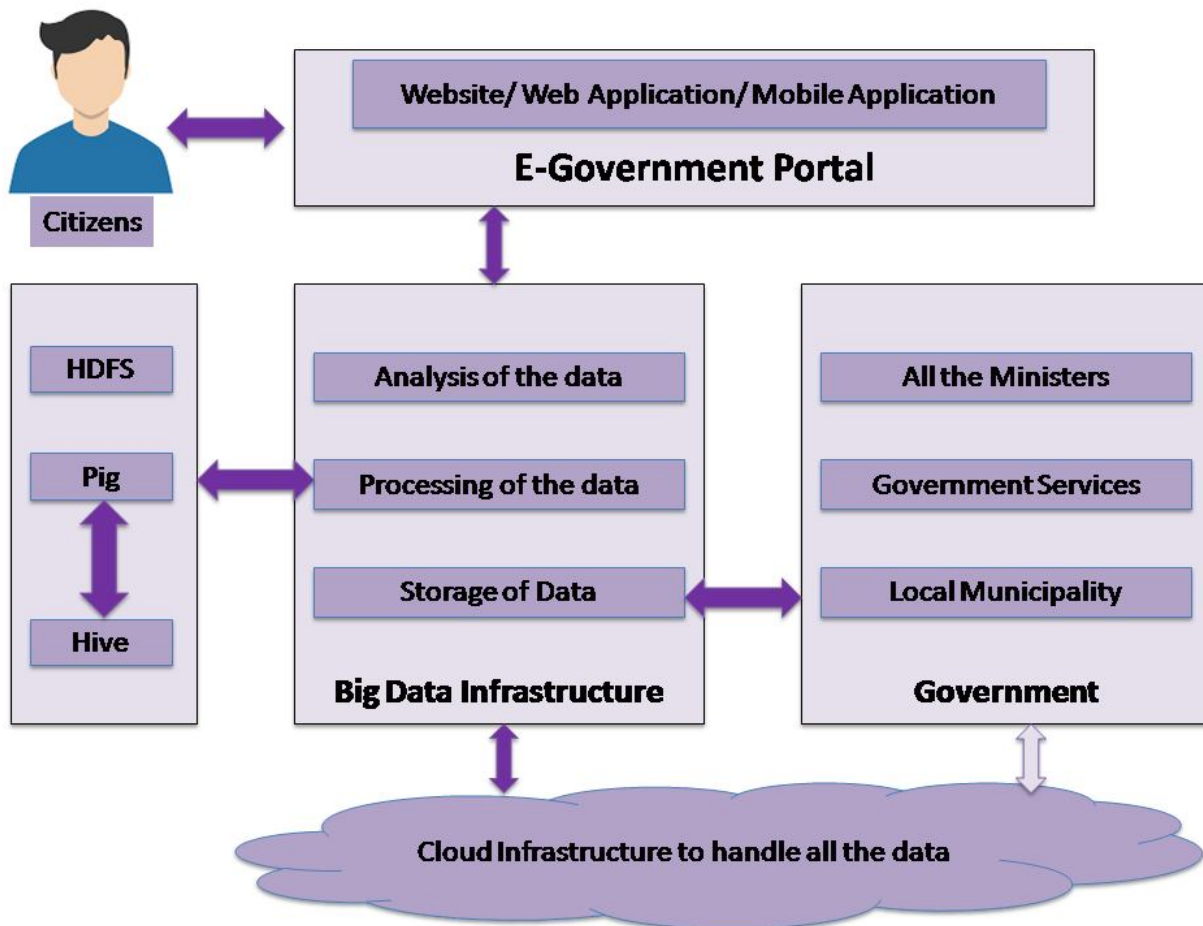 Website/ Web Application/ Mobile Application
E-Government Portal
Citizens
HDFS
Pig
Hive
Analysis of the data
Processing of the data
Storage of Data
Big Data Infrastructure
All the Ministers
Government Services
Local Municipality
Government
Cloud Infrastructure to handle all the data